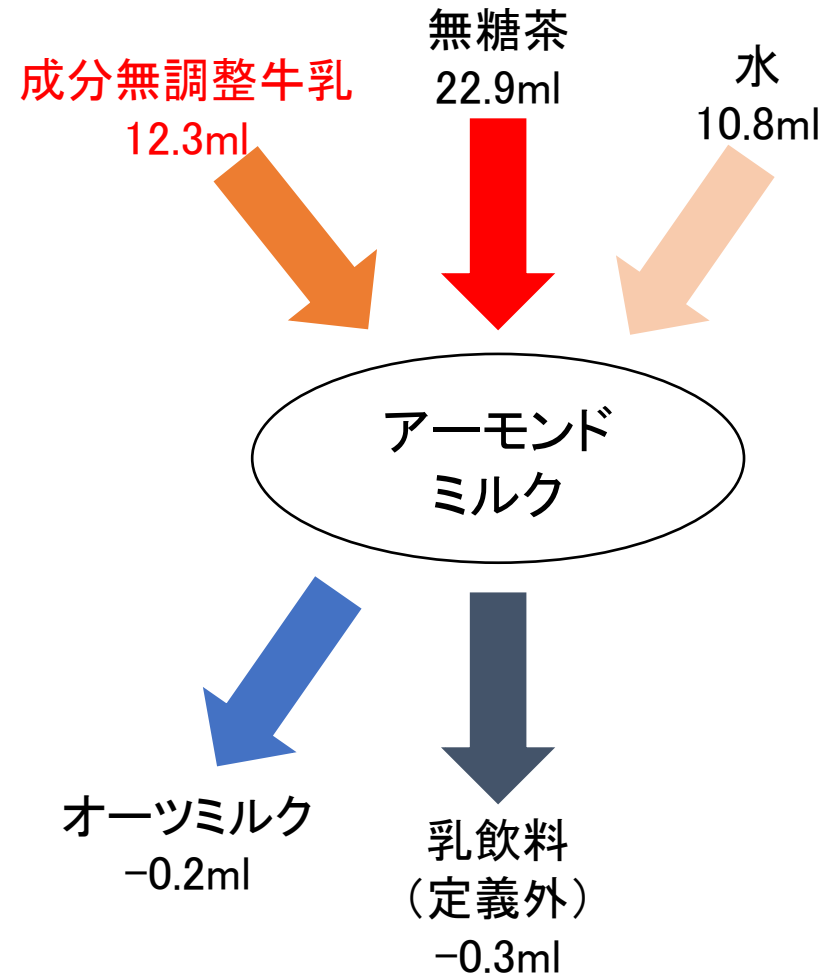 成分無調整牛乳
12.3ml
無糖茶
22.9ml
水
10.8ml
アーモンド
ミルク
オーツミルク
-0.2ml
乳飲料
（定義外）
-0.3ml